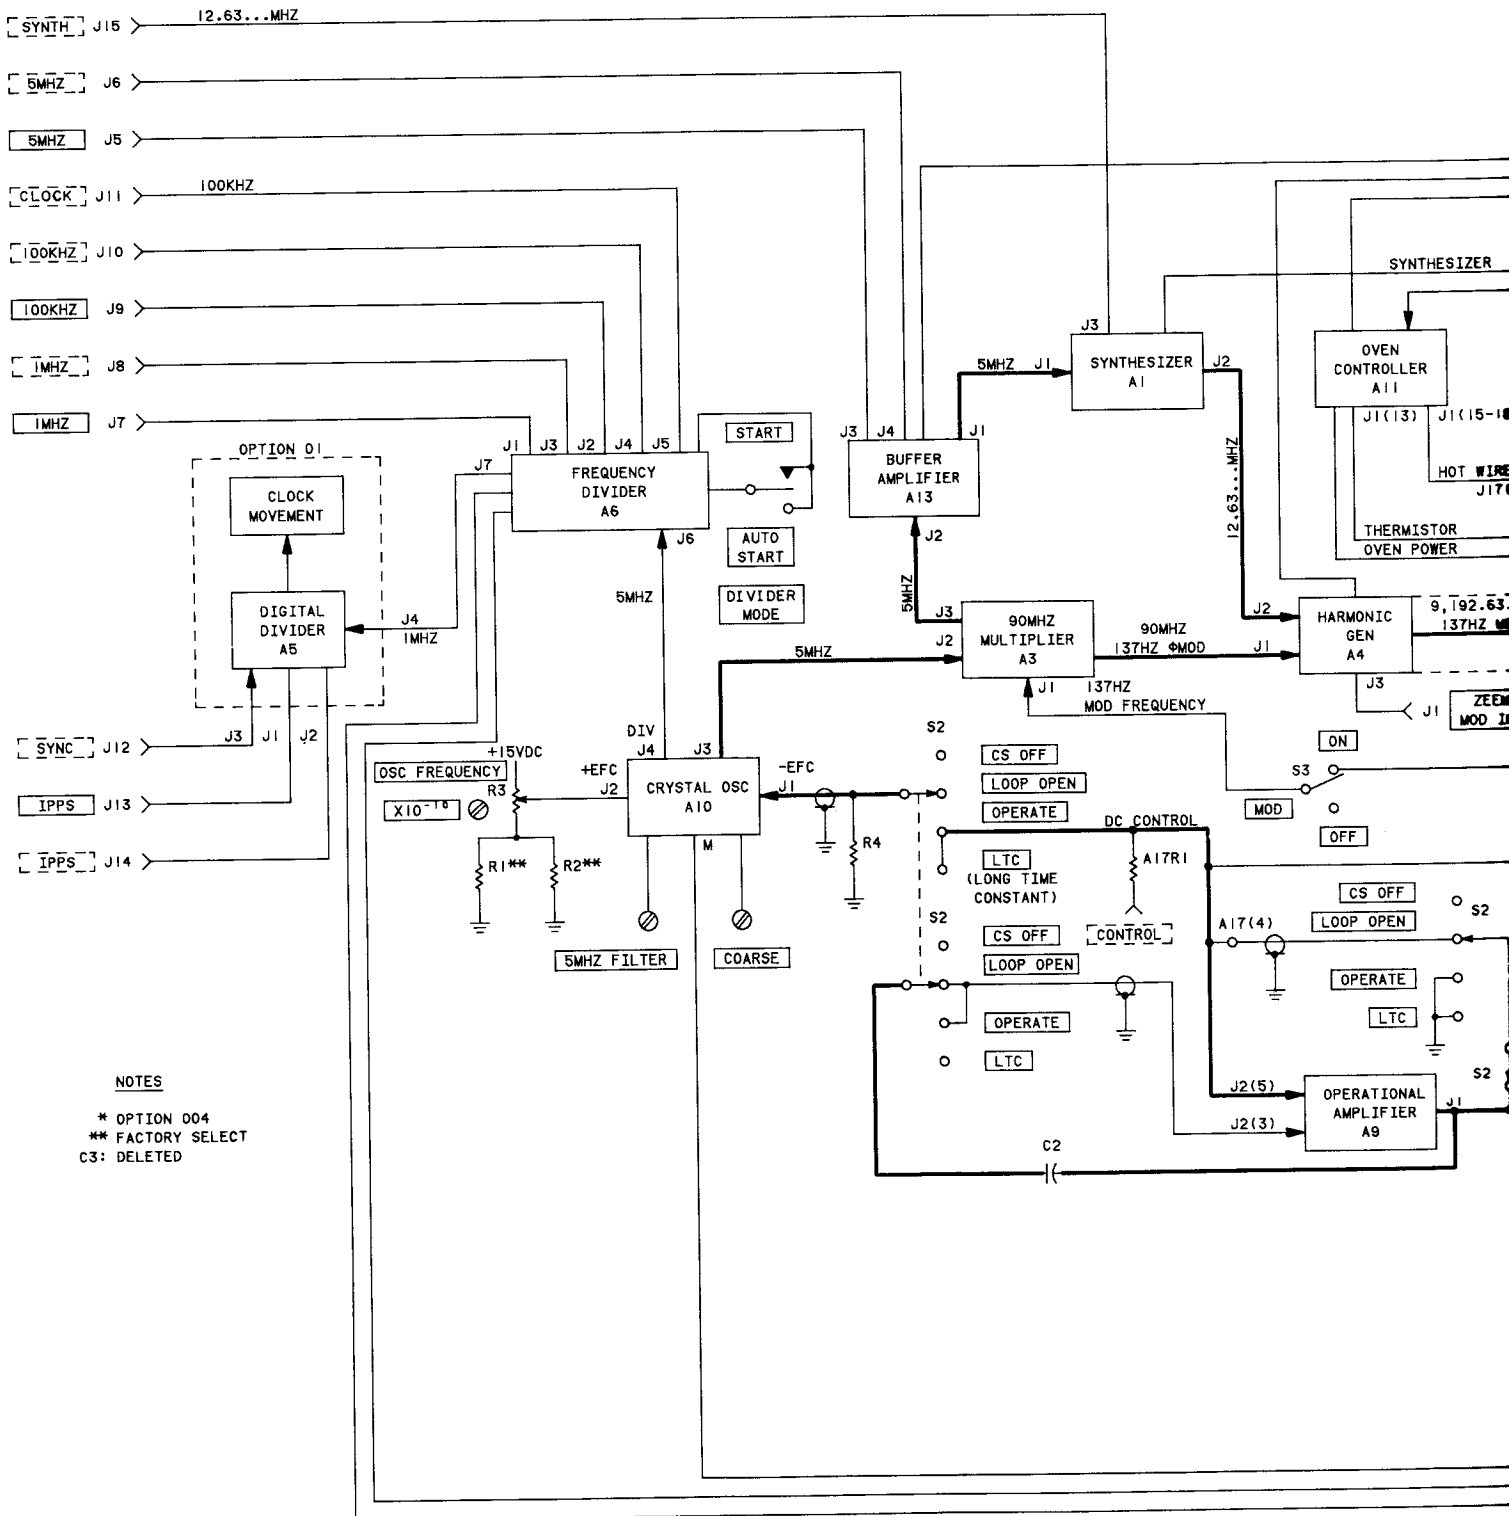 SYNTH J15 12.63...MHZ
5MHZ J6
5MHZ J5
CLOCK J11 100KHZ
100KHZ J10
100KHZ J9
1MHZ J8
1MHZ J7
SYNTHESIZER
J3
5MHZ J1
SYNTHESIZER
A1
J2
OVEN
CONTROLLER
A11
J1(13)
12.63...MHZ
HOT WIRE
THERMISTOR
OVEN POWER
OPTION 01
CLOCK
MOVEMENT
DIGITAL
DIVIDER
A5
J4
1MHZ
J3 J1 J2
J7
J1 J3 J2 J4 J5
FREQUENCY
DIVIDER
A6
J6
START
AUTO
START
DIVIDER
MODE
J3 J4 J1
BUFFER
AMPLIFIER
A13
J2
5MHZ
5MHZ
J3
J2
5MHZ
90MHZ
MULTIPLIER
A3
J1
90MHZ
137HZ ΦMOD
137HZ
MOD FREQUENCY
J2
J1
HARMONIC
GEN
A4
J3
9,192.63.
137HZ
J1
MOD
SYNC J12
1PPS J13
1PPS J14
OSC FREQUENCY
+15VDC
R3
X10⁻¹⁰
R1**
R2**
+EFC
J2
DIV
J4
J3
CRYSTAL OSC
A10
M
-EFC
J1
5MHZ FILTER
COARSE
R4
S2
CS OFF
LOOP OPEN
OPERATE
LTC
(LONG TIME
CONSTANT)
S2
CS OFF
LOOP OPEN
OPERATE
LTC
DC CONTROL
A17R1
CONTROL
ON
S3
MOD
OFF
A17(4)
CS OFF
LOOP OPEN
OPERATE
LTC
S2
S2
J2(5)
J2(3)
OPERATIONAL
AMPLIFIER
A9
J1
C2
NOTES
* OPTION 004
** FACTORY SELECT
C3: DELETED